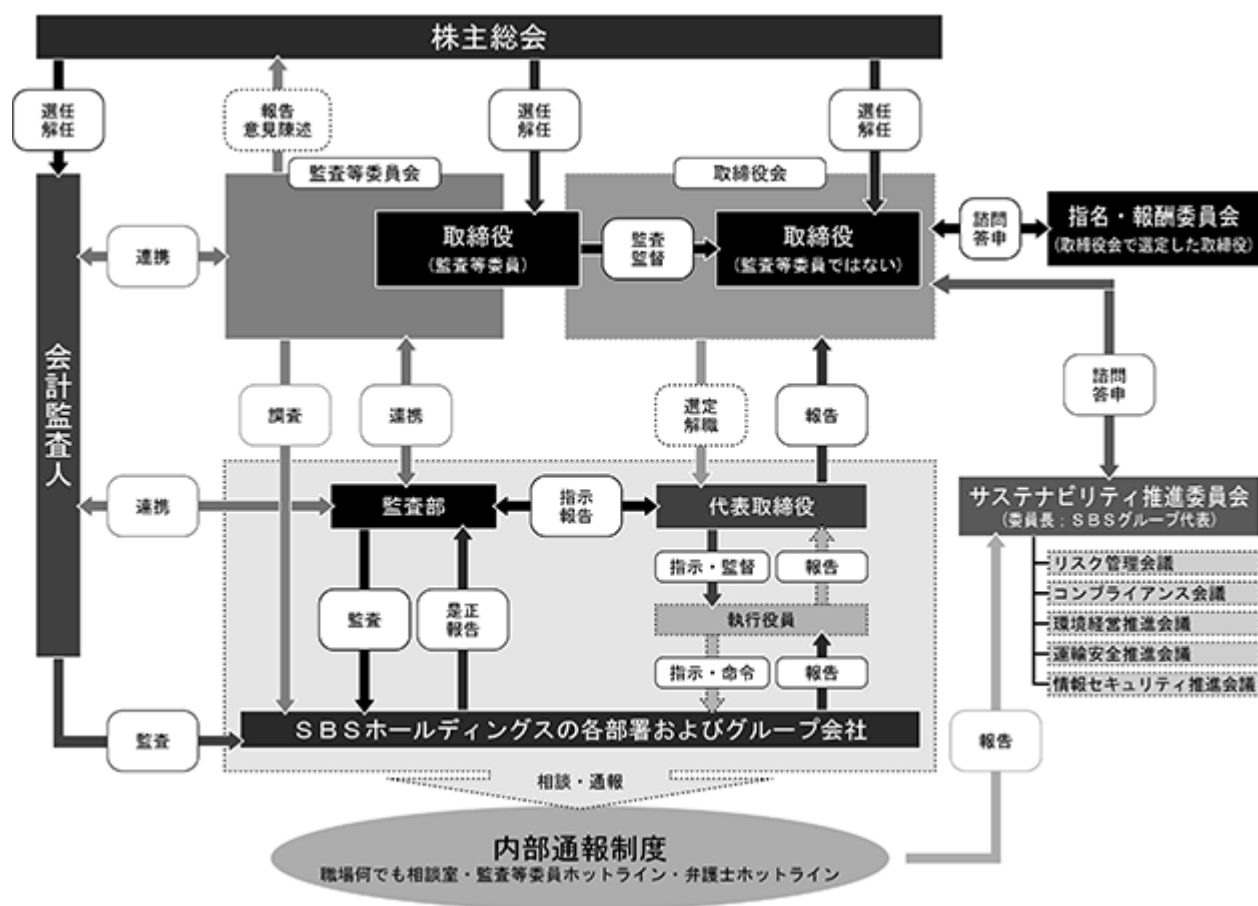 株主総会
選任
解任
報告
意見陳述
選任
解任
選任
解任
監査等委員会
取締役会
取締役
(監査等委員)
監査
監督
取締役
(監査等委員ではない)
諮問
答申
指名・報酬委員会
(取締役会で選定した取締役)
連携
会計監査人
調査
連携
選定
解職
報告
諮問
答申
連携
監査部
指示
報告
代表取締役
サステナビリティ推進委員会
(委員長:SBSグループ代表)
監査
是正
報告
指示・監督
報告
執行役員
指示・命令
報告
リスク管理会議
コンプライアンス会議
環境経営推進会議
運輸安全推進会議
情報セキュリティ推進会議
監査
SBSホールディングスの各部署およびグループ会社
報告
相談・通報
内部通報制度
職場何でも相談室・監査等委員ホットライン・弁護士ホットライン